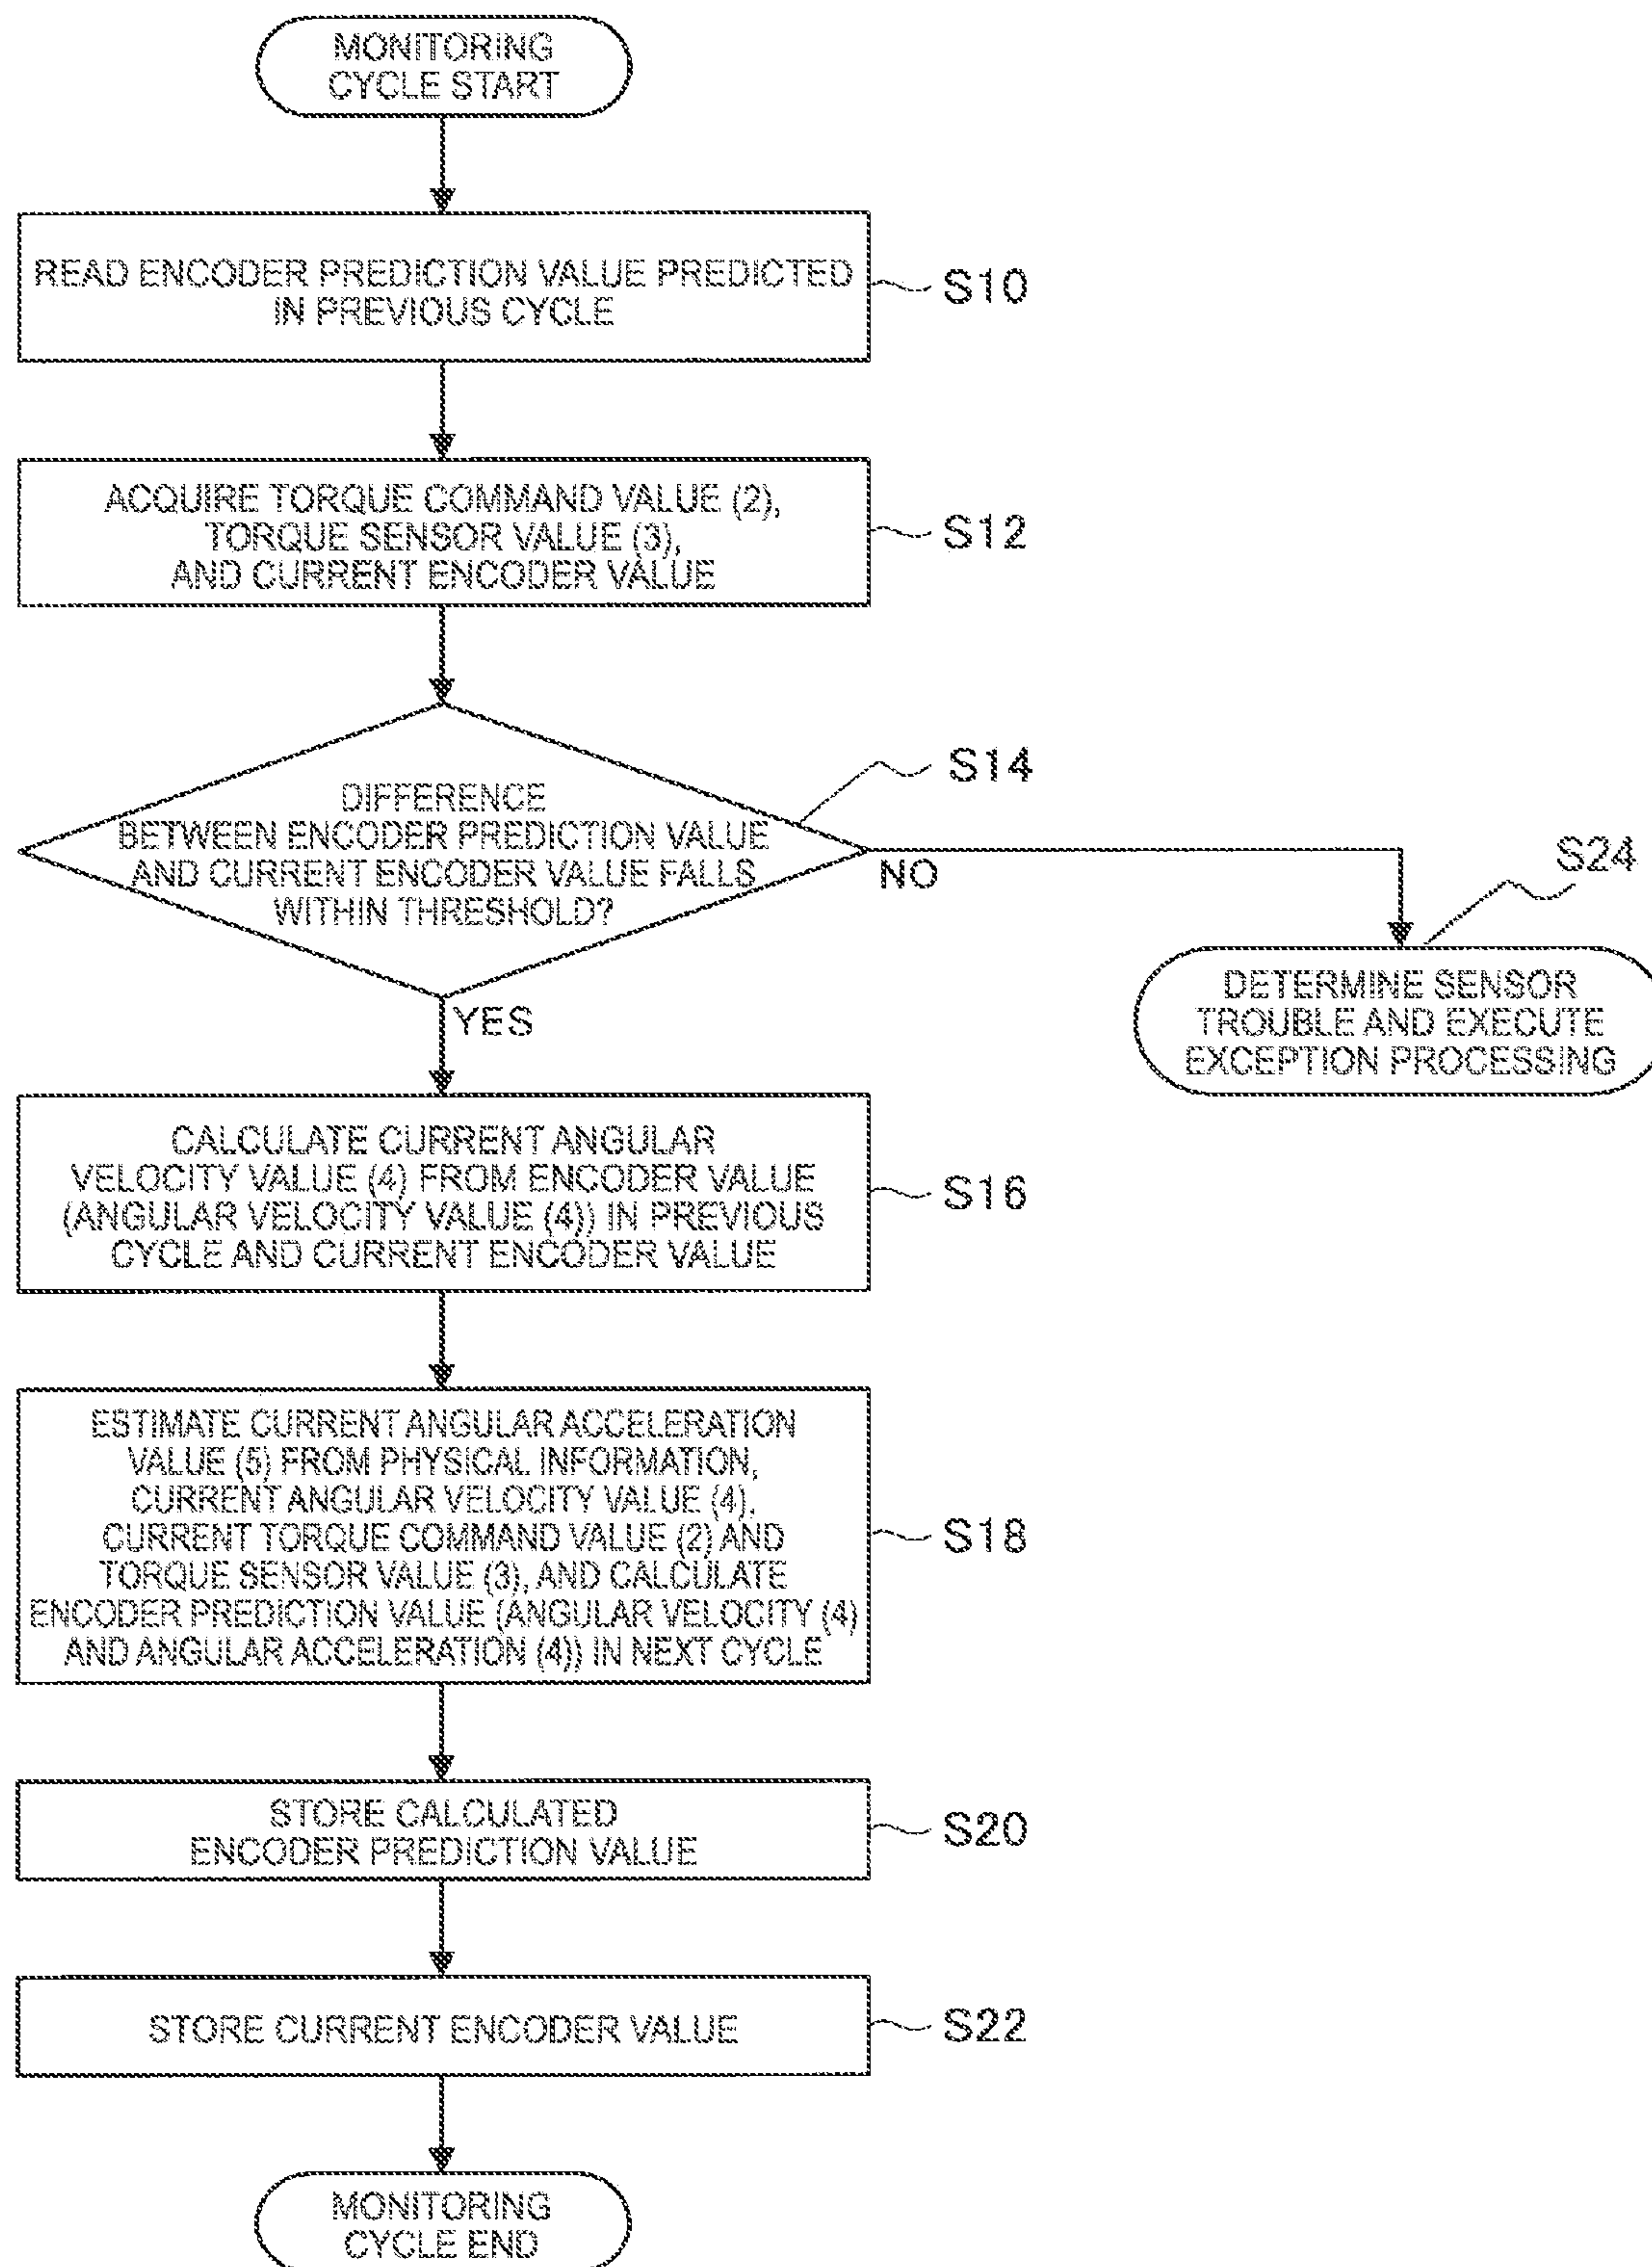 MONITORING
CYCLE START
READ ENCODER PREDICTION VALUE PREDICTED
IN PREVIOUS CYCLE
S10
ACQUIRE TORQUE COMMAND VALUE (2),
TORQUE SENSOR VALUE (3),
AND CURRENT ENCODER VALUE
S12
DIFFERENCE
BETWEEN ENCODER PREDICTION VALUE
AND CURRENT ENCODER VALUE FALLS
WITHIN THRESHOLD?
S14
NO
S24
DETERMINE SENSOR
TROUBLE AND EXECUTE
EXCEPTION PROCESSING
YES
CALCULATE CURRENT ANGULAR
VELOCITY VALUE (4) FROM ENCODER VALUE
(ANGULAR VELOCITY VALUE (4)) IN PREVIOUS
CYCLE AND CURRENT ENCODER VALUE
S16
ESTIMATE CURRENT ANGULAR ACCELERATION
VALUE (5) FROM PHYSICAL INFORMATION,
CURRENT ANGULAR VELOCITY VALUE (4),
CURRENT TORQUE COMMAND VALUE (2) AND
TORQUE SENSOR VALUE (3), AND CALCULATE
ENCODER PREDICTION VALUE (ANGULAR VELOCITY (4)
AND ANGULAR ACCELERATION (4)) IN NEXT CYCLE
S18
STORE CALCULATED
ENCODER PREDICTION VALUE
S20
STORE CURRENT ENCODER VALUE
S22
MONITORING
CYCLE END